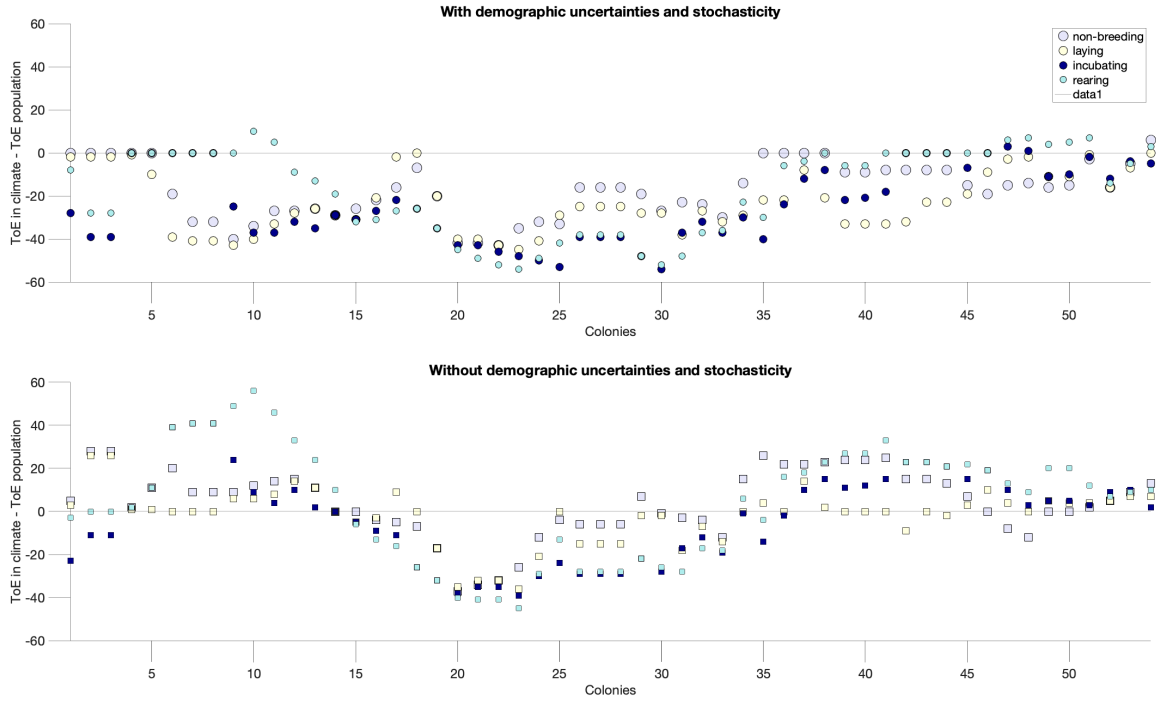 With demographic uncertainties and stochasticity
60
40
20
0
-20
-40
-60
ToE in climate - ToE population
non-breeding
laying
incubating
rearing
data1
5 10 15 20 25 30 35 40 45 50
Colonies
Without demographic uncertainties and stochasticity
60
40
20
0
-20
-40
-60
ToE in climate - ToE population
5 10 15 20 25 30 35 40 45 50
Colonies